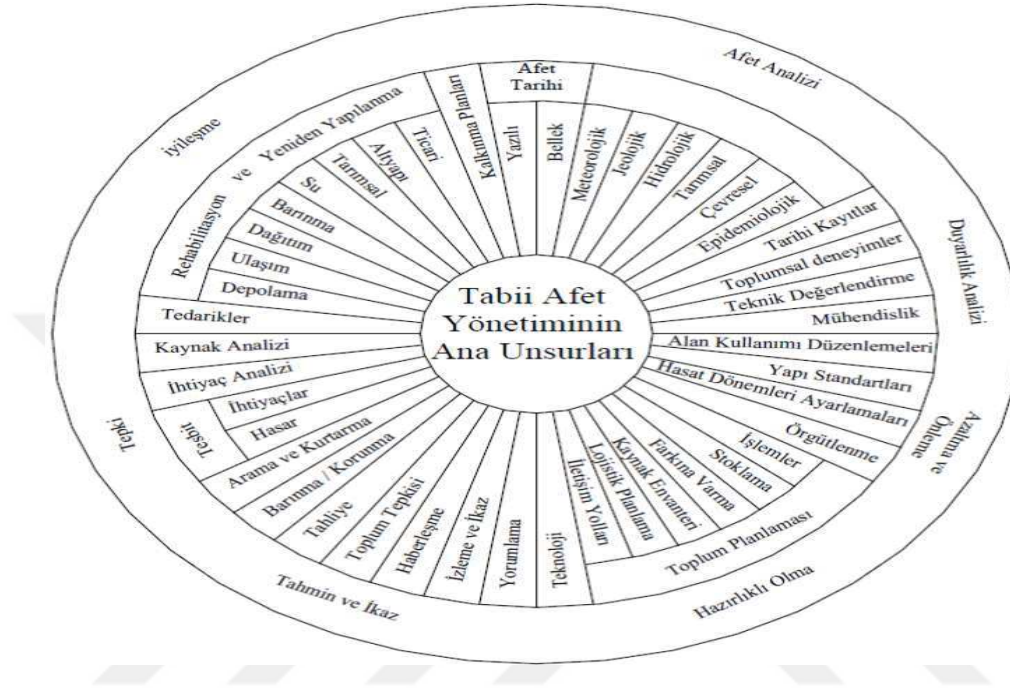 Afet Analizi
Duyarlılık Analizi
Azaltma ve
Önleme
Hazırlıklı Olma
Tahmin ve İkaz
Tepki
iyileşme
Afet
Tarihi
Yazılı
Bellek
Meteorolojik
Jeolojik
Hidrolojik
Tarımsal
Çevresel
Epidemiolojik
Tarihi Kayıtlar
Toplumsal deneyimler
Teknik Değerlendirme
Mühendislik
Alan Kullanımı Düzenlemeleri
Yapı Standartları
Hasat Dönemleri Ayarlamaları
Örgütlenme
Toplum Planlaması
İşlemler
Stoklama
Farkına Varma
Kaynak Envanteri
Lojistik Planlama
İletişim Yolları
Teknoloji
Yorumlama
İzleme ve İkaz
Haberleşme
Toplum Tepkisi
Tahliye
Barınma / Korunma
Arama ve Kurtarma
Tesbit
Hasar
İhtiyaçlar
İhtiyaç Analizi
Kaynak Analizi
Tedarikler
Rehabilitasyon ve Yeniden Yapılanma
Depolama
Ulaşım
Dağıtım
Barınma
Su
Tarımsal
Altyapı
Ticari
Kalkınma Planları
Tabii Afet
Yönetiminin
Ana Unsurları